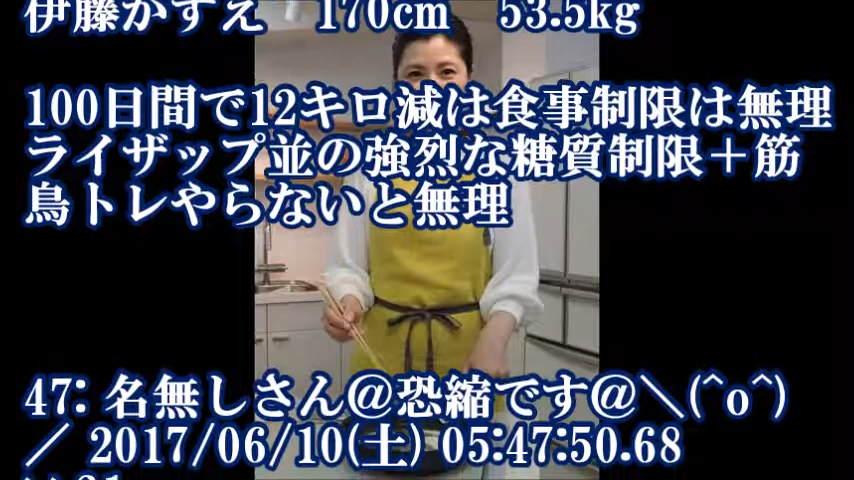 伊藤かずえ 170cm 53.5kg
100日間で12キロ減は食事制限は無理
ライザップ並の強烈な糖質制限＋筋
鳥トレやらないと無理
47: 名無しさん＠恐縮です＠＼(^o^)
／ 2017/06/10(土) 05:47:50.68